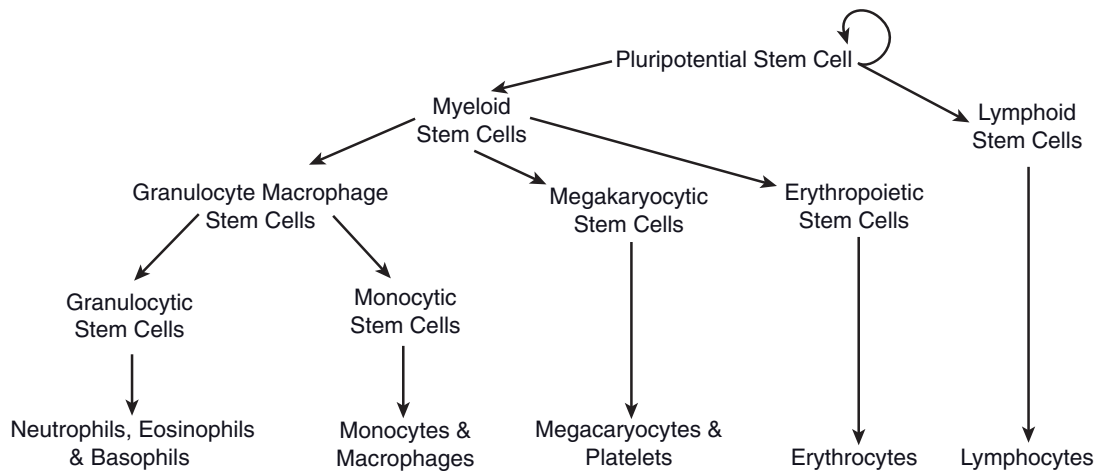 Pluripotential Stem Cell
Myeloid
Stem Cells
Lymphoid
Stem Cells
Granulocyte Macrophage
Stem Cells
Megakaryocytic
Stem Cells
Erythropoietic
Stem Cells
Granulocytic
Stem Cells
Monocytic
Stem Cells
Neutrophils, Eosinophils
& Basophils
Monocytes &
Macrophages
Megacaryocytes &
Platelets
Erythrocytes
Lymphocytes